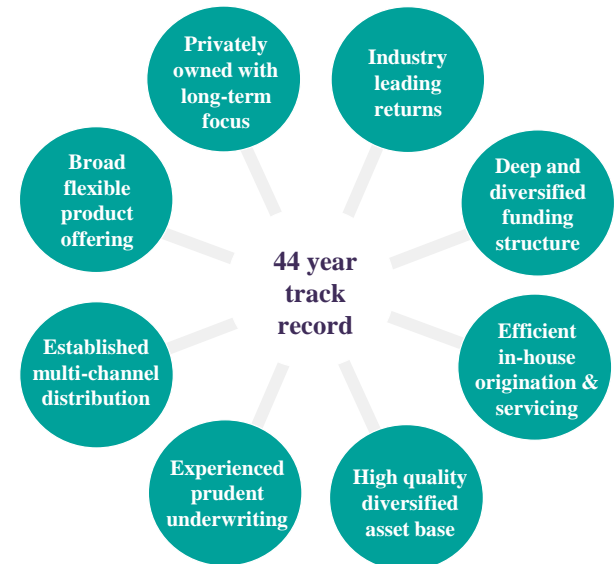 Privately
owned with
long-term
focus
Industry
leading
returns
Broad
flexible
product
offering
Deep and
diversified
funding
structure
44 year
track
record
Established
multi-channel
distribution
Efficient
in-house
origination &
servicing
Experienced
prudent
underwriting
High quality
diversified
asset base